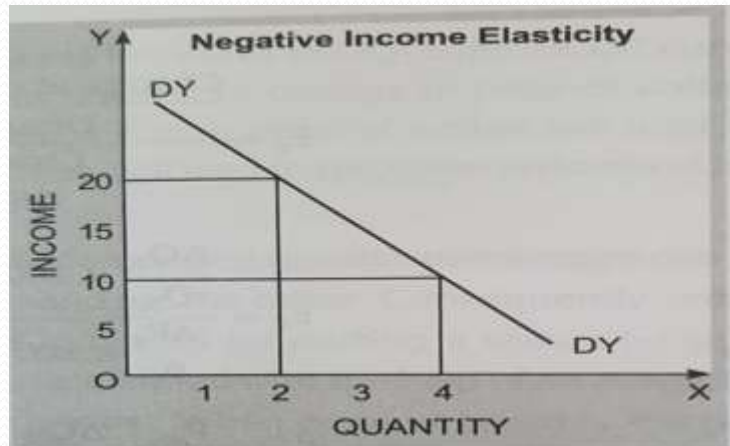 Y
Negative Income Elasticity
DY
20
15
10
5
O
INCOME
1 2 3 4
DY
X
QUANTITY